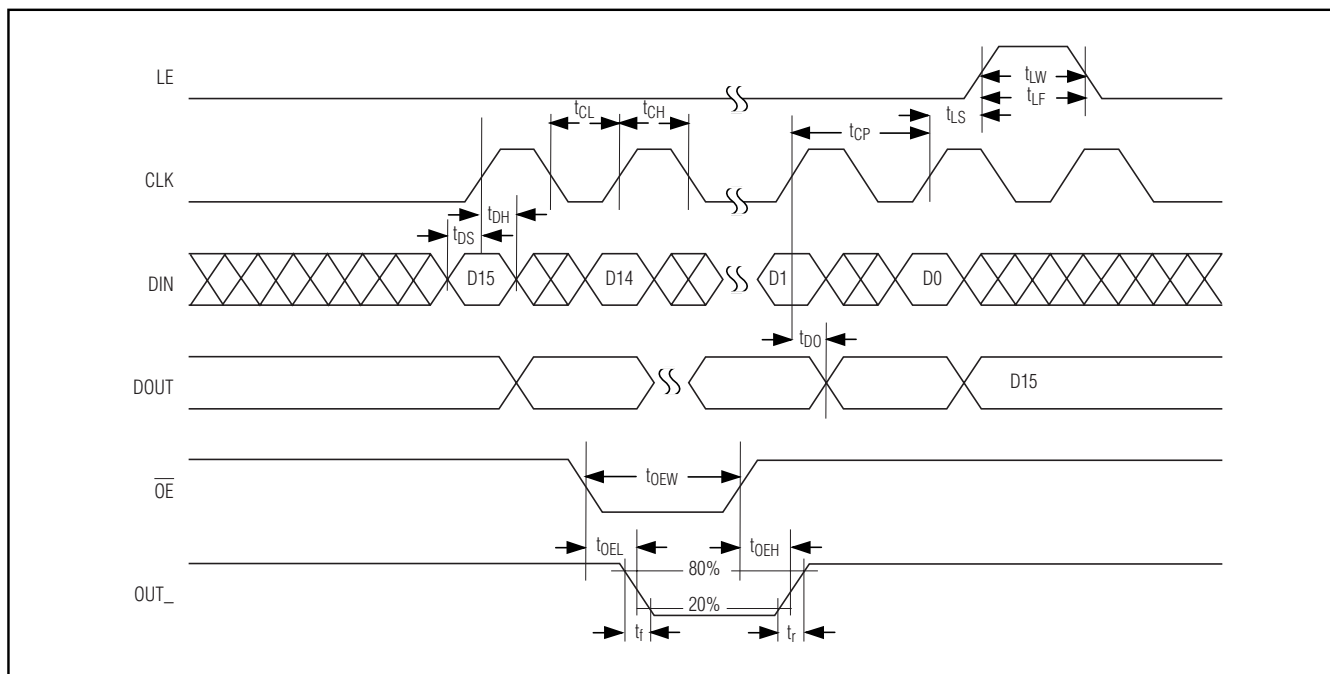 LE
tLW
tLF
tCL
tCH
tLS
tCP
CLK
tDH
tDS
DIN
D15
D14
D1
D0
tDO
DOUT
D15
OE
tOEW
tOEL
tOEH
80%
OUT_
20%
tf
tr